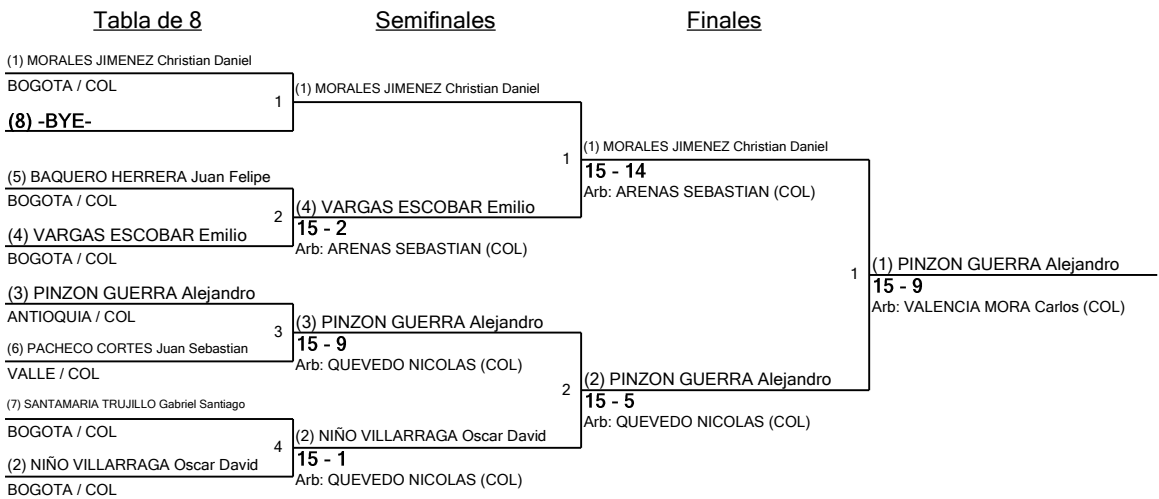 Tabla de 8
Semifinales
Finales
(1) MORALES JIMENEZ Christian Daniel
BOGOTA / COL
1
(8) -BYE-
(5) BAQUERO HERRERA Juan Felipe
BOGOTA / COL
2
(4) VARGAS ESCOBAR Emilio
BOGOTA / COL
(3) PINZON GUERRA Alejandro
ANTIOQUIA / COL
3
(6) PACHECO CORTES Juan Sebastian
VALLE / COL
(7) SANTAMARIA TRUJILLO Gabriel Santiago
BOGOTA / COL
4
(2) NIÑO VILLARRAGA Oscar David
BOGOTA / COL
(1) MORALES JIMENEZ Christian Daniel
1
(4) VARGAS ESCOBAR Emilio
15 - 2
Arb: ARENAS SEBASTIAN (COL)
(3) PINZON GUERRA Alejandro
15 - 9
Arb: QUEVEDO NICOLAS (COL)
2
(2) NIÑO VILLARRAGA Oscar David
15 - 1
Arb: QUEVEDO NICOLAS (COL)
(1) MORALES JIMENEZ Christian Daniel
15 - 14
Arb: ARENAS SEBASTIAN (COL)
1
(2) PINZON GUERRA Alejandro
15 - 5
Arb: QUEVEDO NICOLAS (COL)
(1) PINZON GUERRA Alejandro
15 - 9
Arb: VALENCIA MORA Carlos (COL)